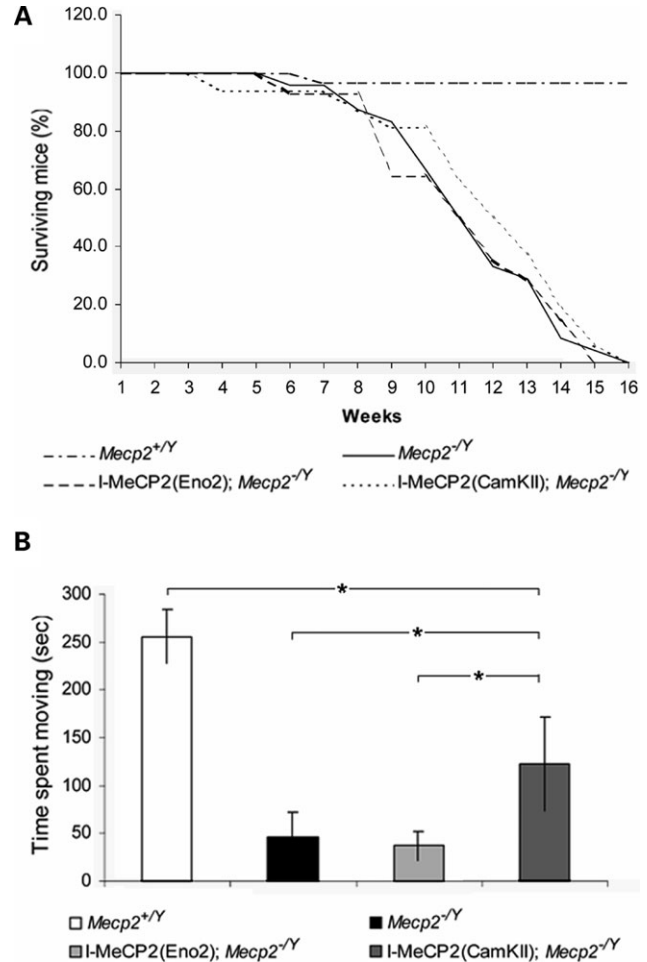 A
120.0
100.0
80.0
60.0
40.0
20.0
0.0
Surviving mice (%)
1 2 3 4 5 6 7 8 9 10 11 12 13 14 15 16
Weeks
Mecp2+/Y Mecp2-/Y
I-MeCP2(Eno2); Mecp2-/Y I-MeCP2(CamKII); Mecp2-/Y
B
300
250
200
150
100
50
0
Time spent moving (sec)
*
*
*
Mecp2+/Y Mecp2-/Y
I-MeCP2(Eno2); Mecp2-/Y I-MeCP2(CamKII); Mecp2-/Y